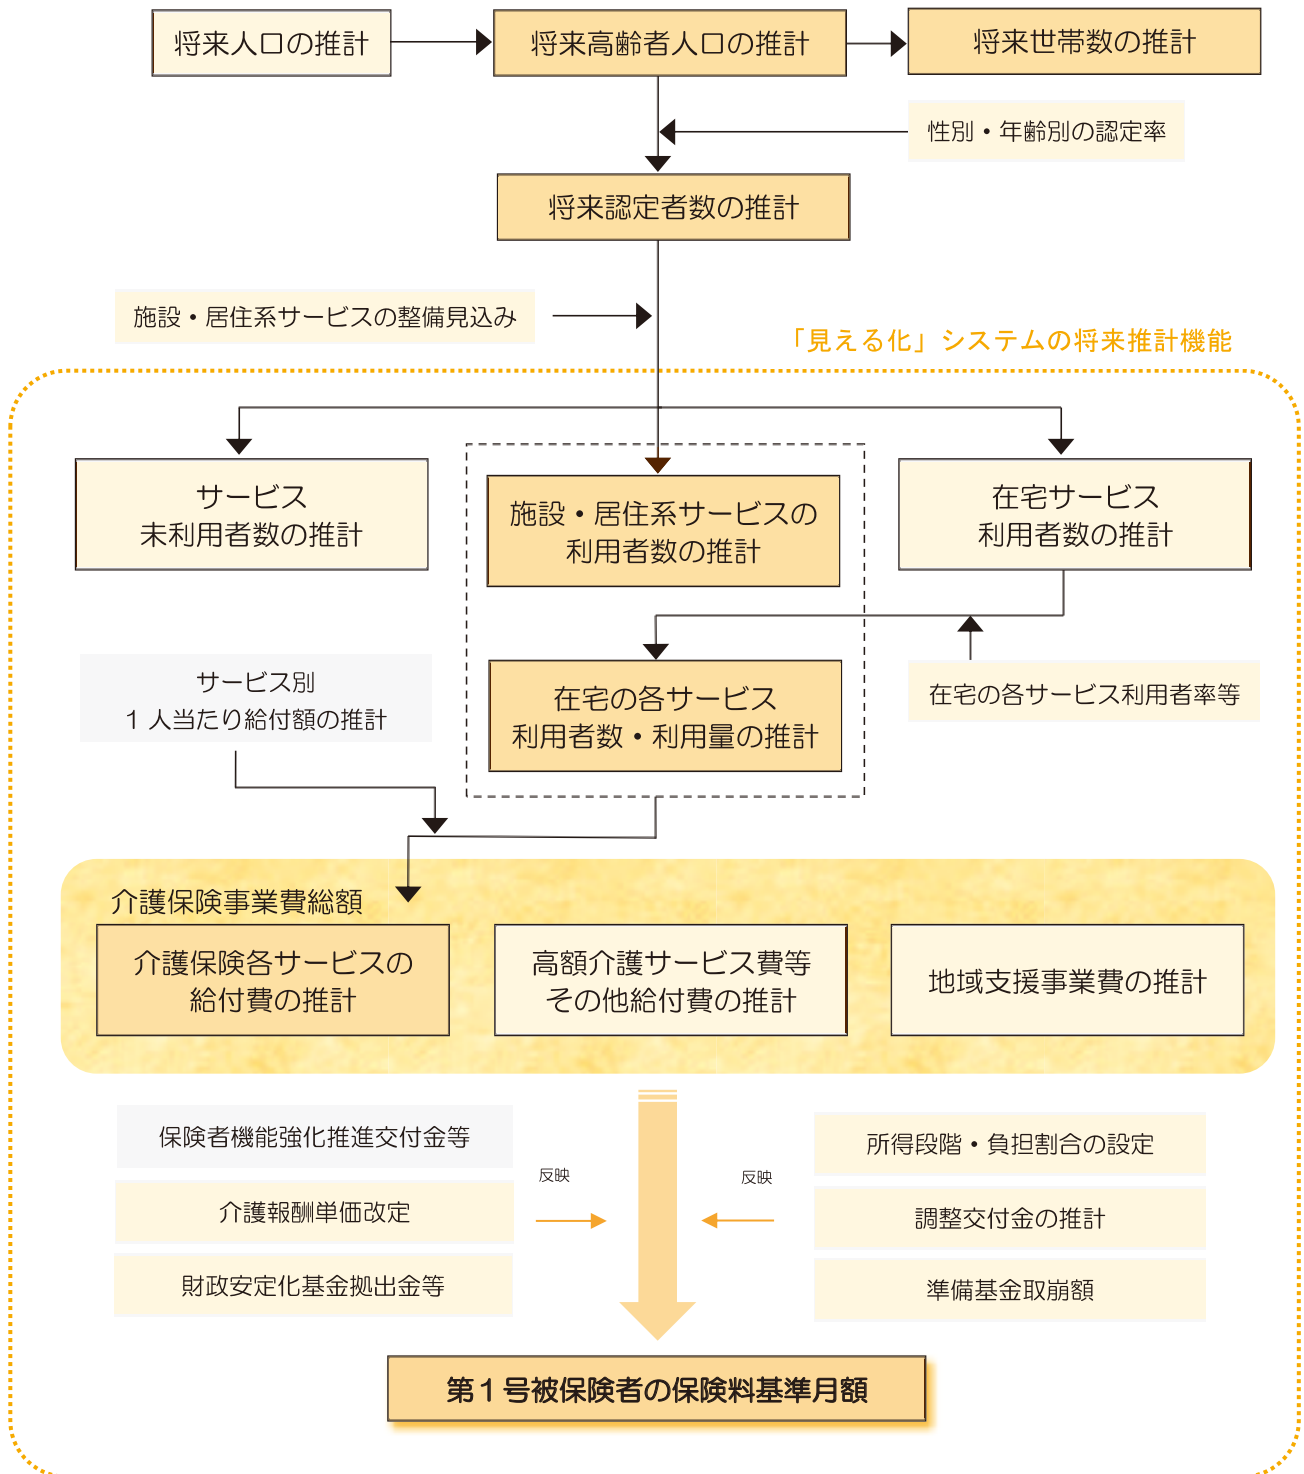 将来人口の推計
将来高齢者人口の推計
将来世帯数の推計
性別・年齢別の認定率
将来認定者数の推計
施設・居住系サービスの整備見込み
「見える化」システムの将来推計機能
サービス
未利用者数の推計
施設・居住系サービスの
利用者数の推計
在宅サービス
利用者数の推計
サービス別
1 人当たり給付額の推計
在宅の各サービス
利用者数・利用量の推計
在宅の各サービス利用者率等
介護保険事業費総額
介護保険各サービスの
給付費の推計
高額介護サービス費等
その他給付費の推計
地域支援事業費の推計
保険者機能強化推進交付金等
介護報酬単価改定
財政安定化基金拠出金等
反映
反映
所得段階・負担割合の設定
調整交付金の推計
準備基金取崩額
第1号被保険者の保険料基準月額